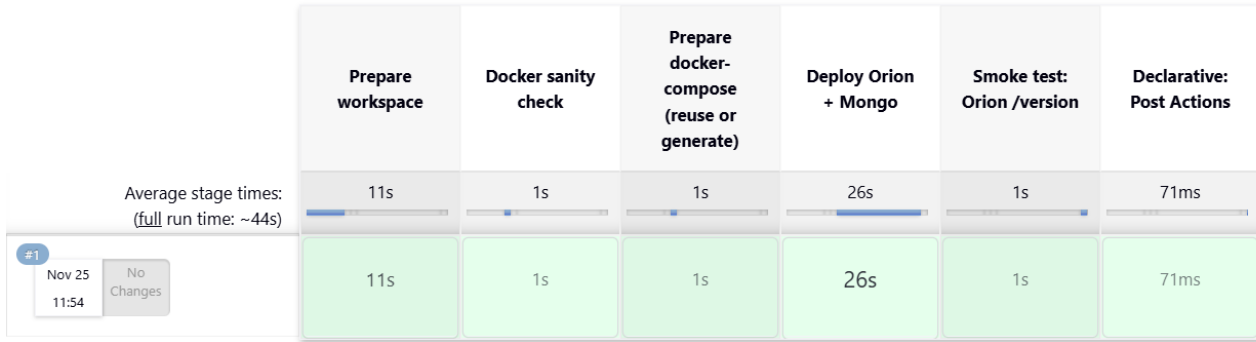 Prepare
workspace
Docker sanity
check
Prepare
docker-
compose
(reuse or
generate)
Deploy Orion
+ Mongo
Smoke test:
Orion /version
Declarative:
Post Actions
Average stage times:
(full run time: ~44s)
11s
1s
1s
26s
1s
71ms
#1
Nov 25
11:54
No
Changes
11s
1s
1s
26s
1s
71ms